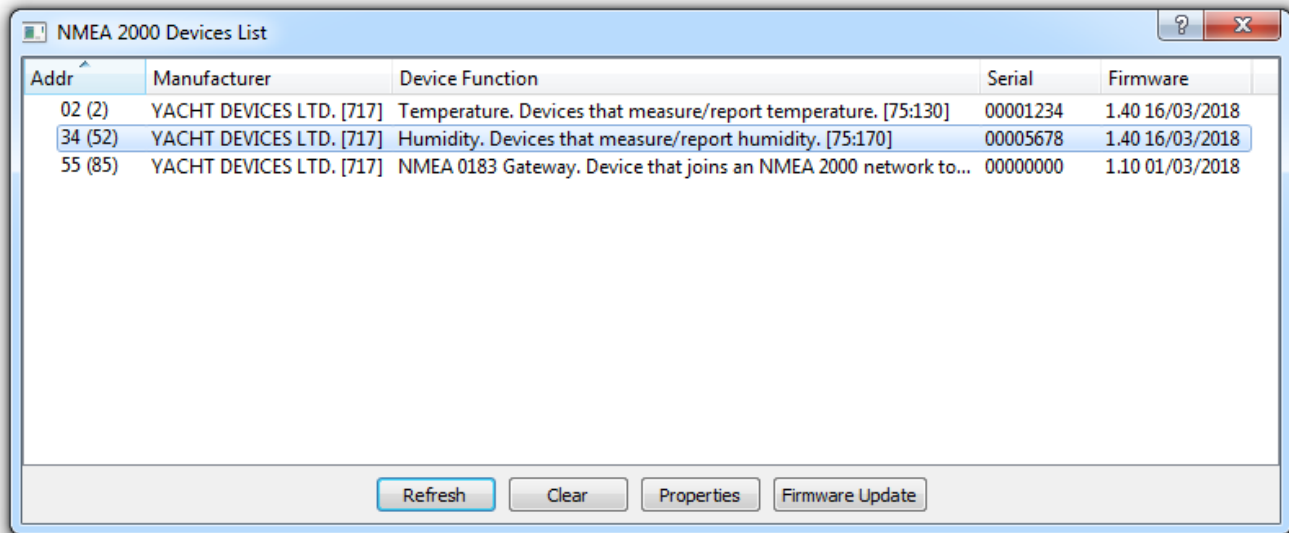 NMEA 2000 Devices List
Addr Manufacturer Device Function Serial Firmware
02 (2) YACHT DEVICES LTD. [717] Temperature. Devices that measure/report temperature. [75:130] 00001234 1.40 16/03/2018
34 (52) YACHT DEVICES LTD. [717] Humidity. Devices that measure/report humidity. [75:170] 00005678 1.40 16/03/2018
55 (85) YACHT DEVICES LTD. [717] NMEA 0183 Gateway. Device that joins an NMEA 2000 network to... 00000000 1.10 01/03/2018
Refresh Clear Properties Firmware Update